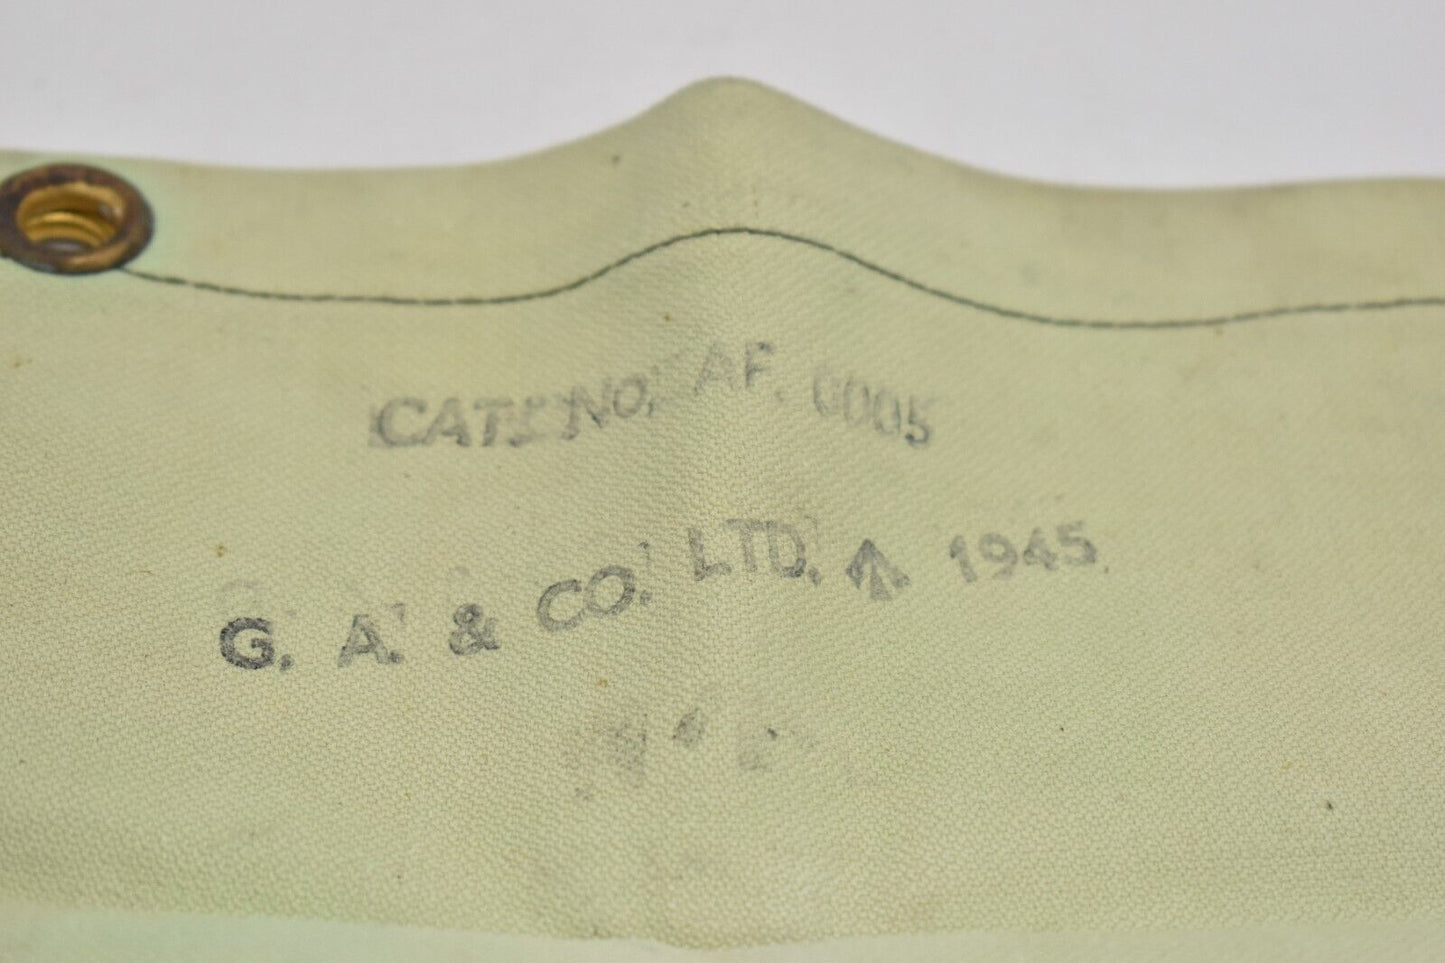 CAT. NO. AF. 0005
G. A. & CO. LTD. 1945